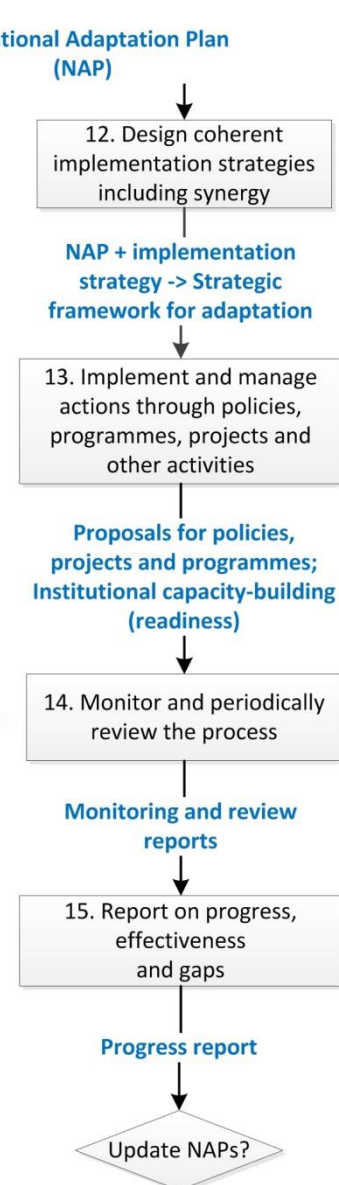 tional Adaptation Plan
(NAP)
12. Design coherent
implementation strategies
including synergy
NAP + implementation
strategy -> Strategic
framework for adaptation
13. Implement and manage
actions through policies,
programmes, projects and
other activities
Proposals for policies,
projects and programmes;
Institutional capacity-building
(readiness)
14. Monitor and periodically
review the process
Monitoring and review
reports
15. Report on progress,
effectiveness
and gaps
Progress report
Update NAPs?